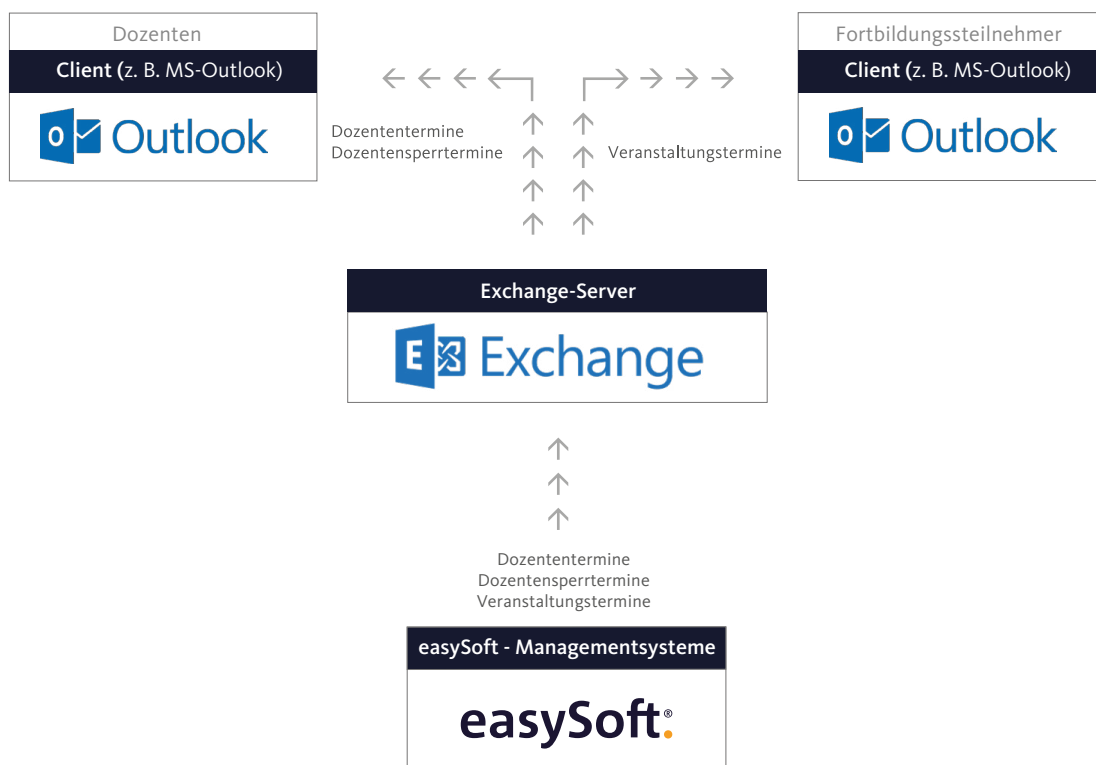 Dozenten
Client (z. B. MS-Outlook)
O Outlook
Fortbildungssteilnehmer
Client (z. B. MS-Outlook)
O Outlook
Dozententermine
Dozentensperrtermine
Veranstaltungstermine
Exchange-Server
E Exchange
Dozententermine
Dozentensperrtermine
Veranstaltungstermine
easySoft - Managementsysteme
easySoft.®